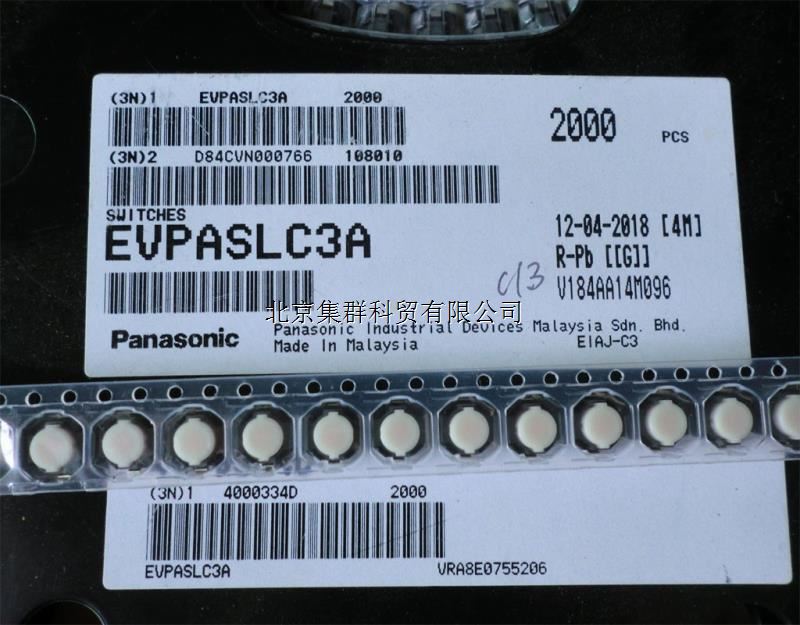 (3N)1 EVPASLC3A 2000
2000 PCS
(3N)2 D84CVN000766 108010
SWITCHES
EVPASLC3A
12-04-2018 [4M]
R-Pb [[G]]
V184AA14M096
北京集群科贸有限公司
Panasonic
Panasonic Industrial Devices Malaysia Sdn. Bhd.
Made In Malaysia EIAJ-C3
(3N)1 4000334D 2000
EVPASLC3A VRA8E0755206